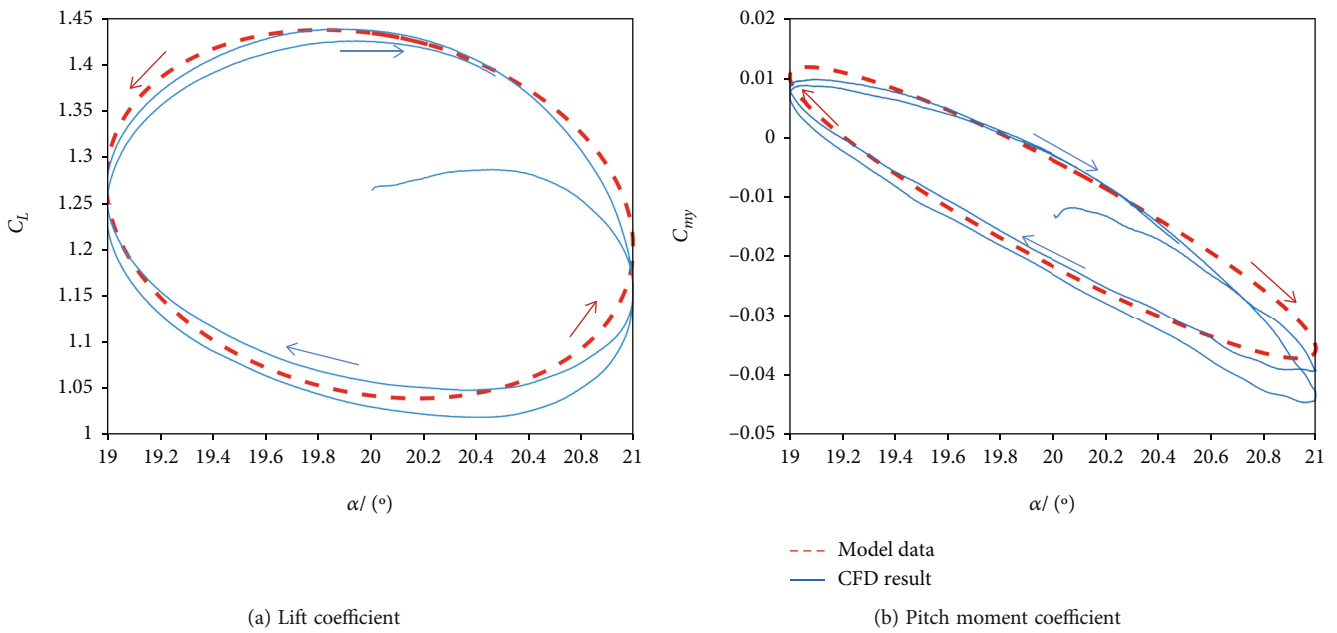 1.45
1.4
1.35
1.3
1.25
1.2
1.15
1.1
1.05
1
C_L
19 19.2 19.4 19.6 19.8 20 20.2 20.4 20.6 20.8 21
α/ (°)
(a) Lift coefficient
0.02
0.01
0
−0.01
−0.02
−0.03
−0.04
−0.05
C_my
19 19.2 19.4 19.6 19.8 20 20.2 20.4 20.6 20.8 21
α/ (°)
Model data
CFD result
(b) Pitch moment coefficient